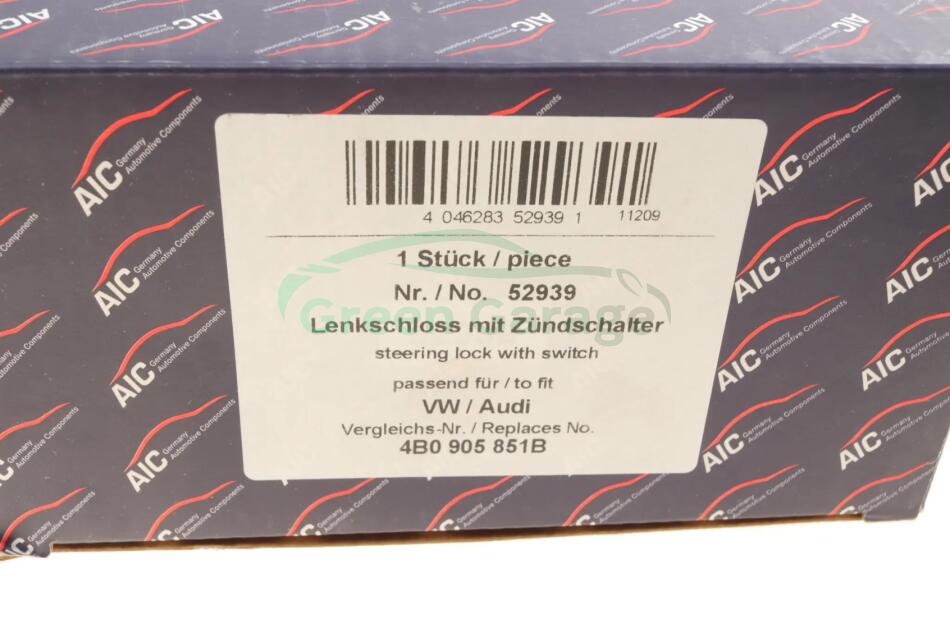 4 046283 52939 1 11209
1 Stück / piece
Nr. / No. 52939
Green Garage
Lenkschloss mit Zündschalter
steering lock with switch
passend für / to fit
VW / Audi
Vergleichs-Nr. / Replaces No.
4B0 905 851B
AIC Germany
Automotive Components